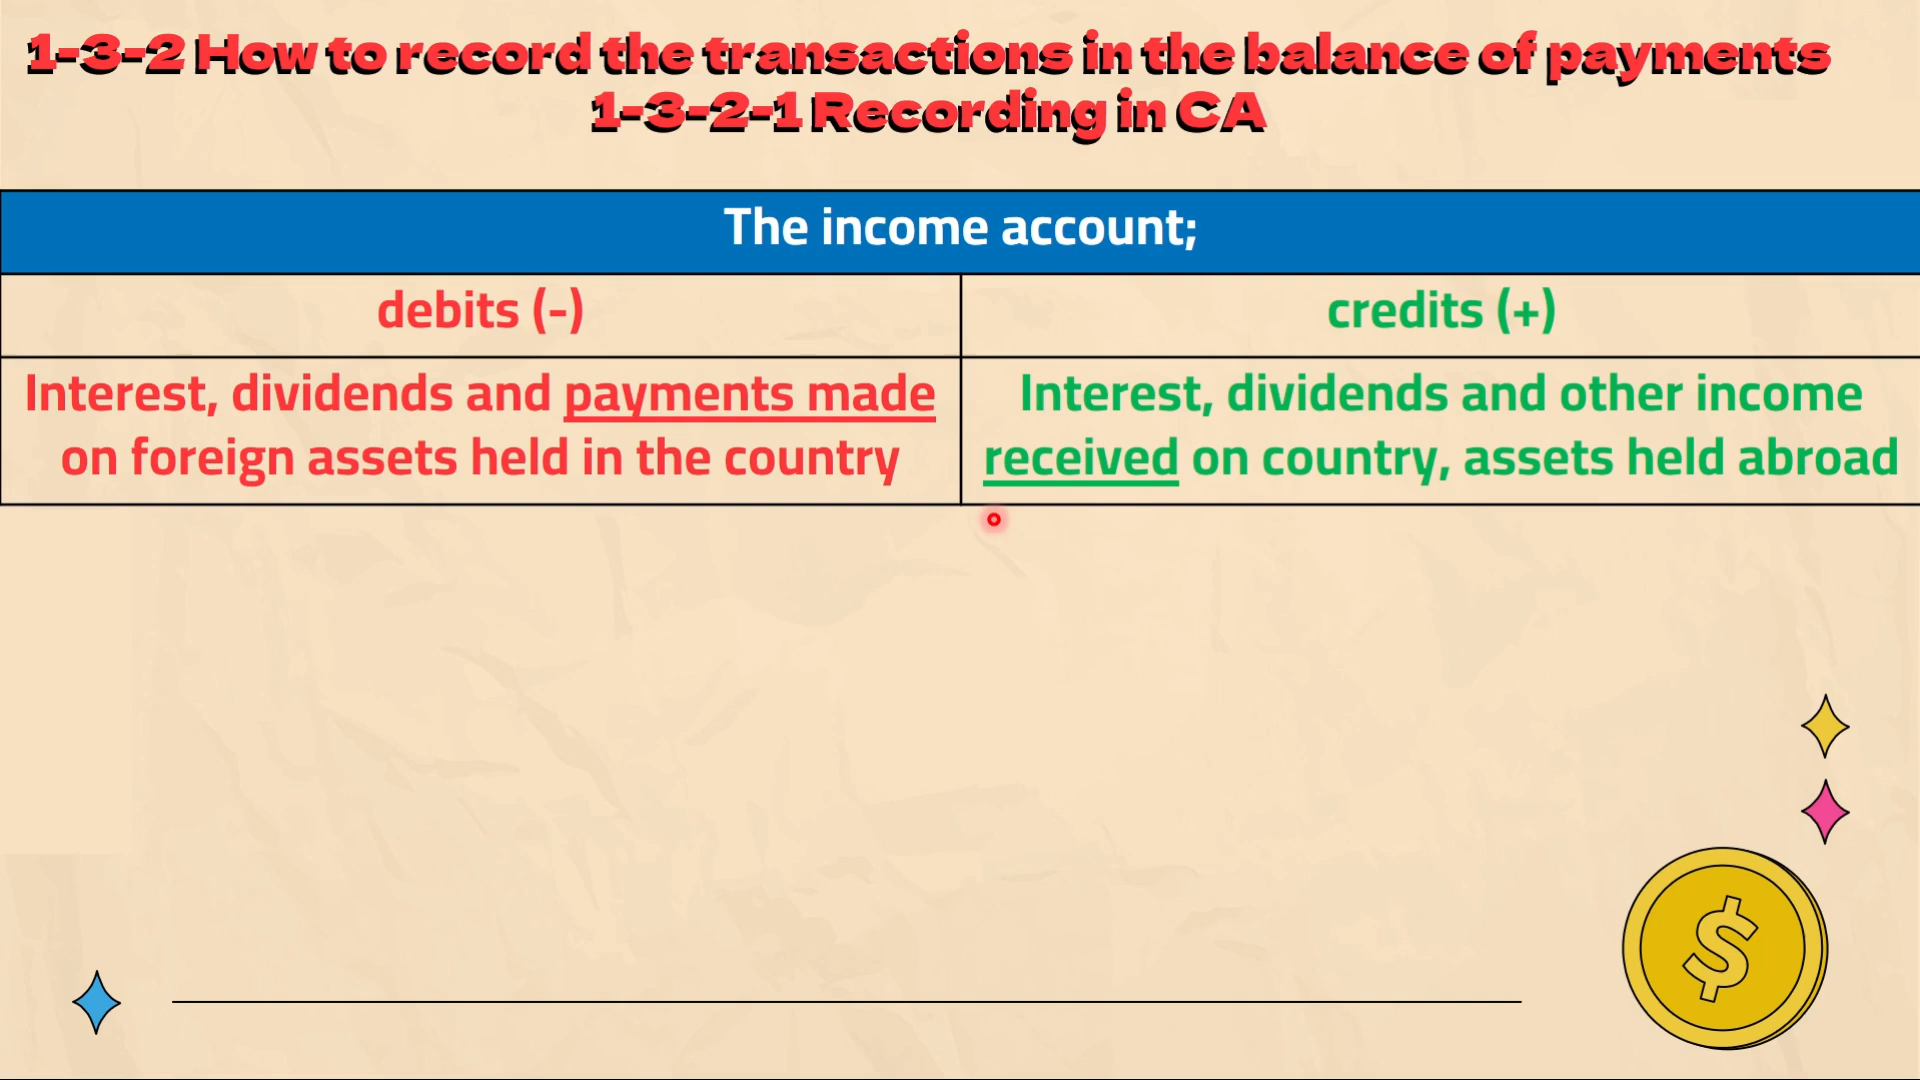 1-3-2 How to record the transactions in the balance of payments
1-3-2-1 Recording in CA
The income account;
debits (-)
credits (+)
Interest, dividends and payments made
on foreign assets held in the country
Interest, dividends and other income
received on country, assets held abroad
$